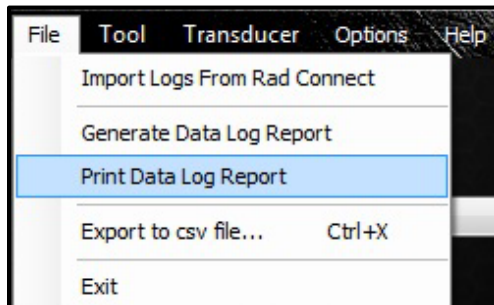 File Tool Transducer Options Help
Import Logs From Rad Connect
Generate Data Log Report
Print Data Log Report
Export to csv file... Ctrl+X
Exit